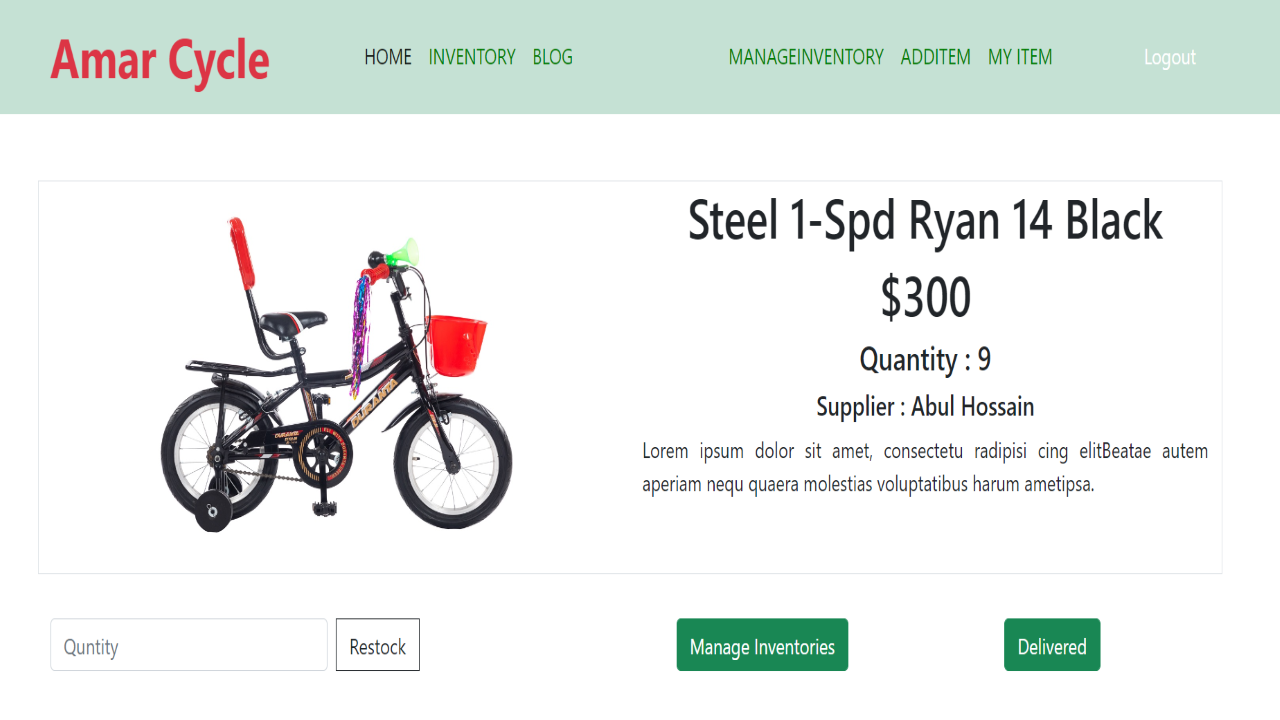 Amar Cycle
HOME INVENTORY BLOG MANAGEINVENTORY ADDITEM MY ITEM Logout
Steel 1-Spd Ryan 14 Black
$300
Quantity : 9
Supplier : Abul Hossain
Lorem ipsum dolor sit amet, consectetu radipisi cing elitBeatae autem
aperiam nequ quaera molestias voluptatibus harum ametipsa.
DURANTA
DURANTA
Quntity Restock Manage Inventories Delivered